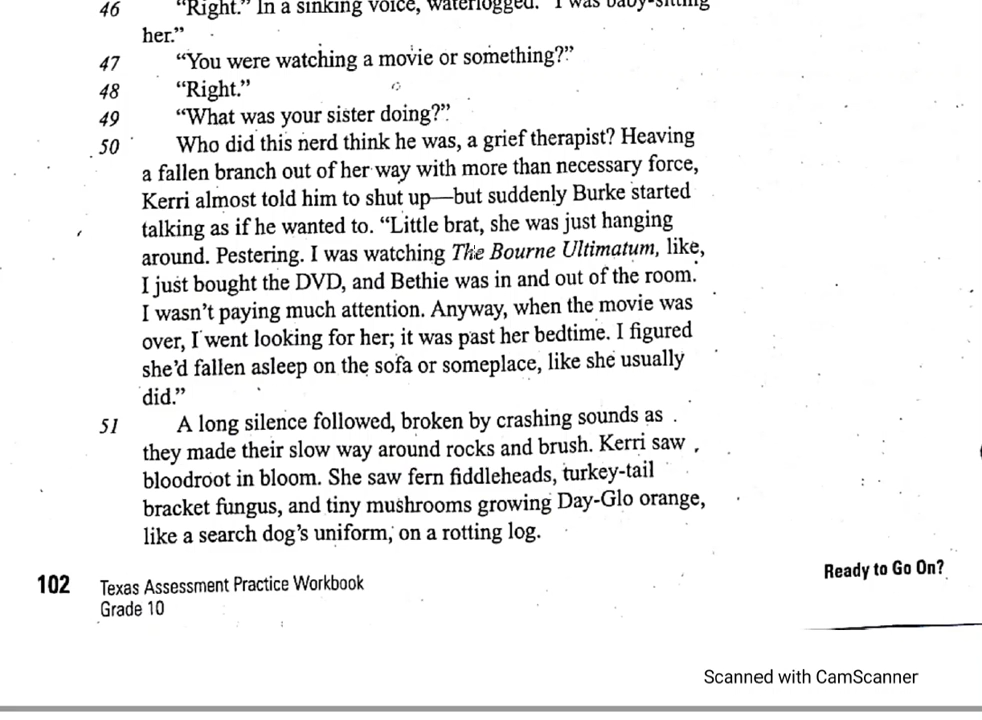 46 “Right.” In a sinking voice, waterlogged. “I was baby-sitting
her.”
47 “You were watching a movie or something?”
48 “Right.”
49 “What was your sister doing?”
50 Who did this nerd think he was, a grief therapist? Heaving
a fallen branch out of her way with more than necessary force,
Kerri almost told him to shut up—but suddenly Burke started
talking as if he wanted to. “Little brat, she was just hanging
around. Pestering. I was watching The Bourne Ultimatum, like,
I just bought the DVD, and Bethie was in and out of the room.
I wasn’t paying much attention. Anyway, when the movie was
over, I went looking for her; it was past her bedtime. I figured
she’d fallen asleep on the sofa or someplace, like she usually
did.”
51 A long silence followed, broken by crashing sounds as
they made their slow way around rocks and brush. Kerri saw
bloodroot in bloom. She saw fern fiddleheads, turkey-tail
bracket fungus, and tiny mushrooms growing Day-Glo orange,
like a search dog’s uniform, on a rotting log.
102 Texas Assessment Practice Workbook
Grade 10
Ready to Go On?
Scanned with CamScanner